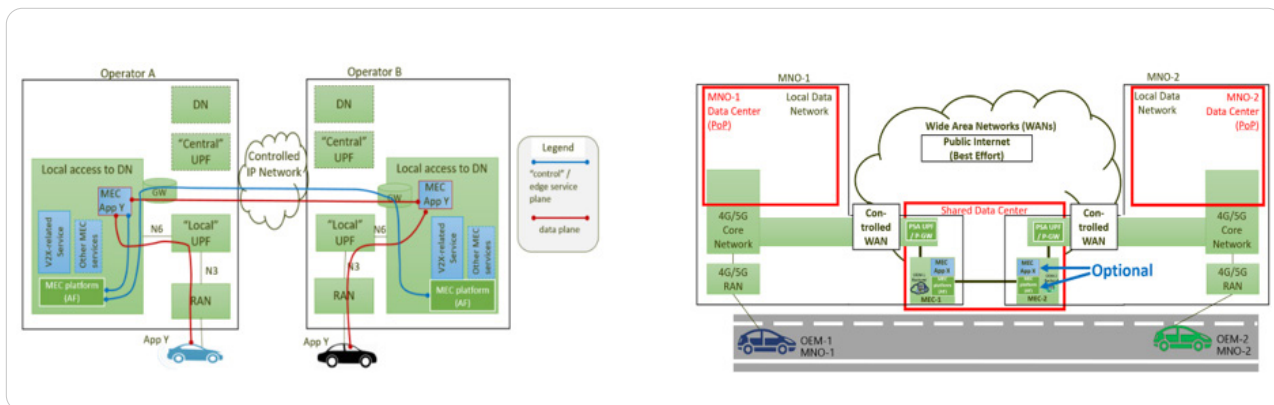 Operator A
DN
"Central"
UPF
Local access to DN
MEC
App Y
GW
V2X-related
Service
Other MEC
services
N6
"Local"
UPF
N3
MEC platform
(AF)
RAN
App Y
Controlled
IP Network
Operator B
DN
"Central"
UPF
Local access to DN
GW
MEC
App Y
"Local"
UPF
N6
N3
V2X-related
Service
Other MEC
services
MEC platform
(AF)
RAN
App Y
Legend
"control" /
edge service
plane
data plane
MNO-1
MNO-1
Data Center
(PoP)
Local Data
Network
4G/5G
Core
Network
4G/5G
RAN
Wide Area Networks (WANs)
Public Internet
(Best Effort)
Con-
trolled
WAN
Shared Data Center
PSA UPF
/ P-GW
MEC
App X
MEC
platform
MEC-1
PSA UPF
/ P-GW
MEC
App X
MEC
platform
MEC-2
Optional
Con-
trolled
WAN
MNO-2
Local Data
Network
MNO-2
Data Center
(PoP)
4G/5G
Core
Network
4G/5G
RAN
OEM-1
MNO-1
OEM-2
MNO-2